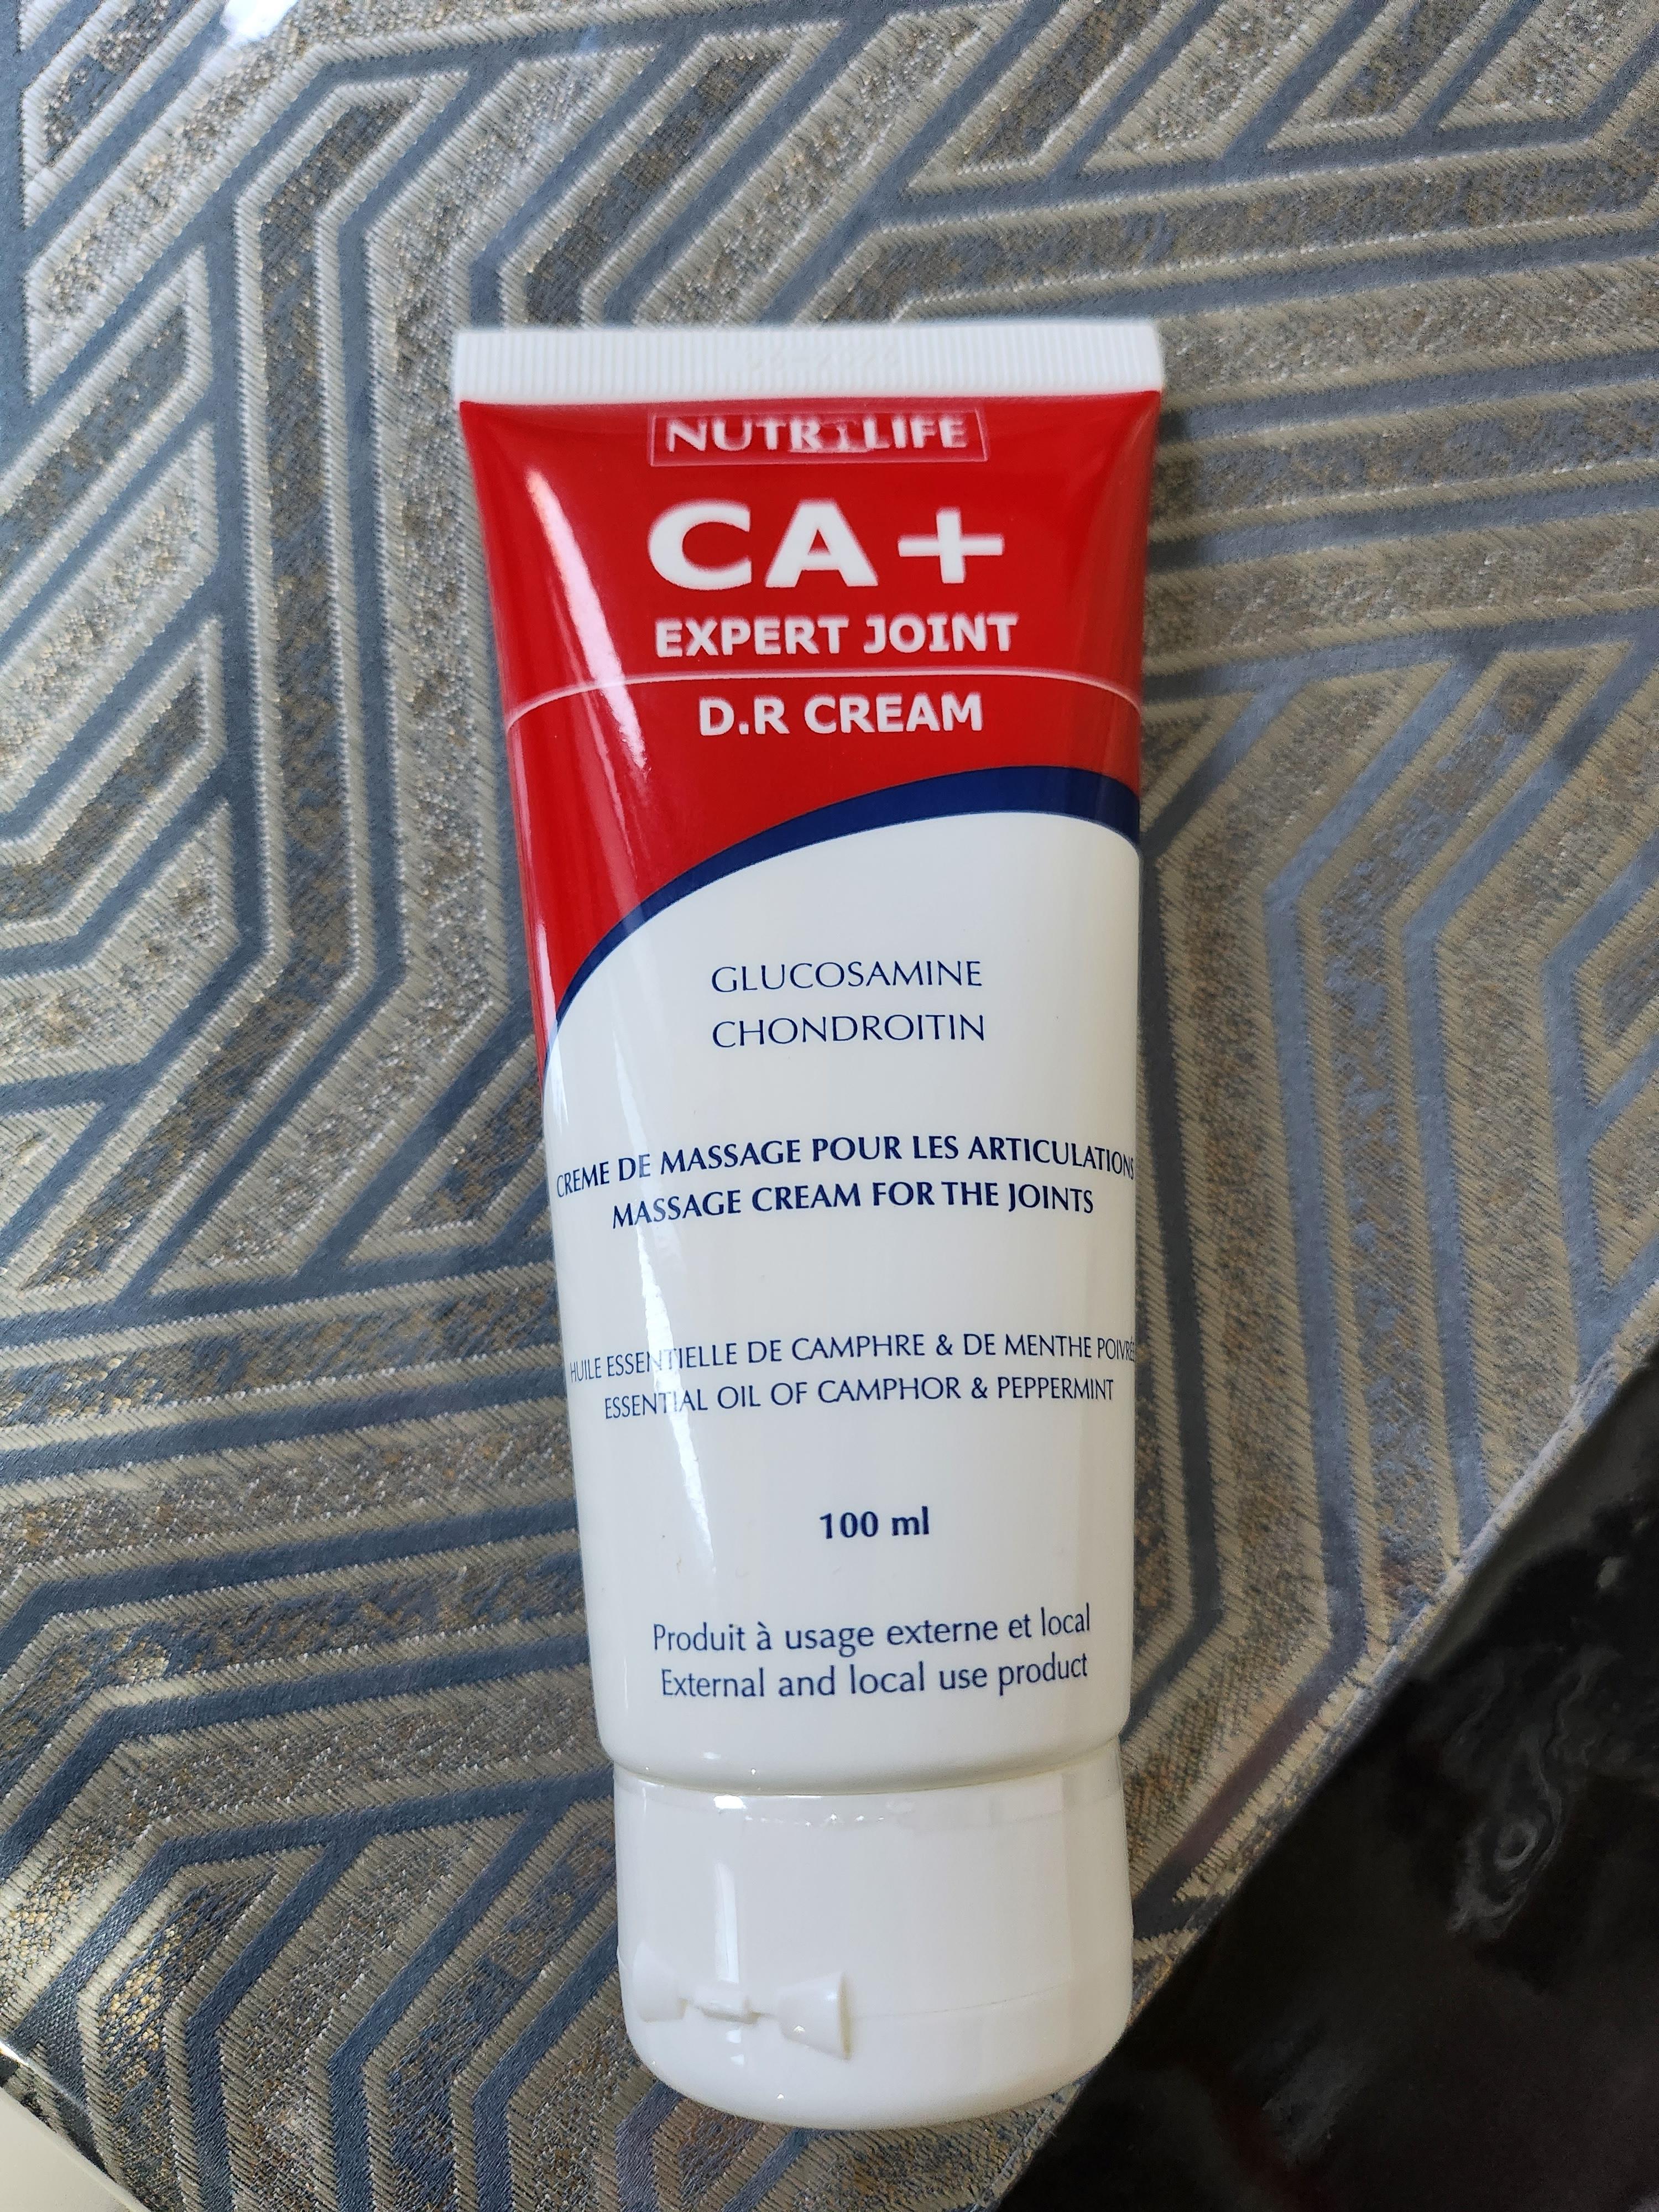 NUTRILIFE
CA+
EXPERT JOINT
D.R CREAM
GLUCOSAMINE
CHONDROITIN
CREME DE MASSAGE POUR LES ARTICULATIONS
MASSAGE CREAM FOR THE JOINTS
HUILE ESSENTIELLE DE CAMPHRE & DE MENTHE POIVRÉE
ESSENTIAL OIL OF CAMPHOR & PEPPERMINT
100 ml
Produit à usage externe et local
External and local use product